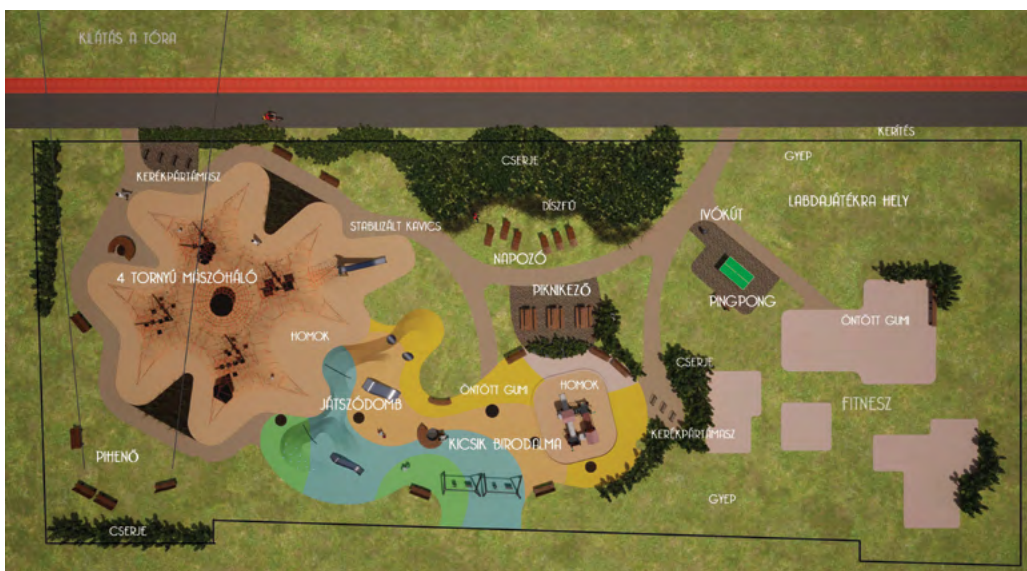 KILÁTÁS A TÓRA
KERÍTÉS
CSERJE
GYEP
KERÉKPÁRTÁMASZ
LABDAJÁTÉKRA HELY
DÍSZFŰ
STABILIZÁLT KAVICS
IVÓKÚT
NAPOZÓ
4 TORNYÚ MÁSZÓHÁLÓ
PIKNIKEZŐ
PINGPONG
ÖNTÖTT GUMI
HOMOK
CSERJE
HOMOK
ÖNTÖTT GUMI
JÁTSZÓDOMB
FITNESZ
KICSIK BIRODALMA
KERÉKPÁRTÁMASZ
PIHENŐ
GYEP
CSERJE